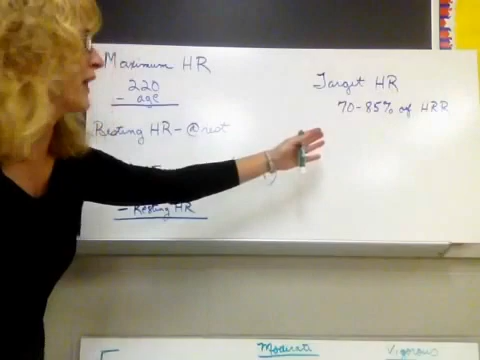 Maximum HR
220
- age
Resting HR - @rest
- Resting HR
Target HR
70-85% of HRR
Moderate
Vigorous